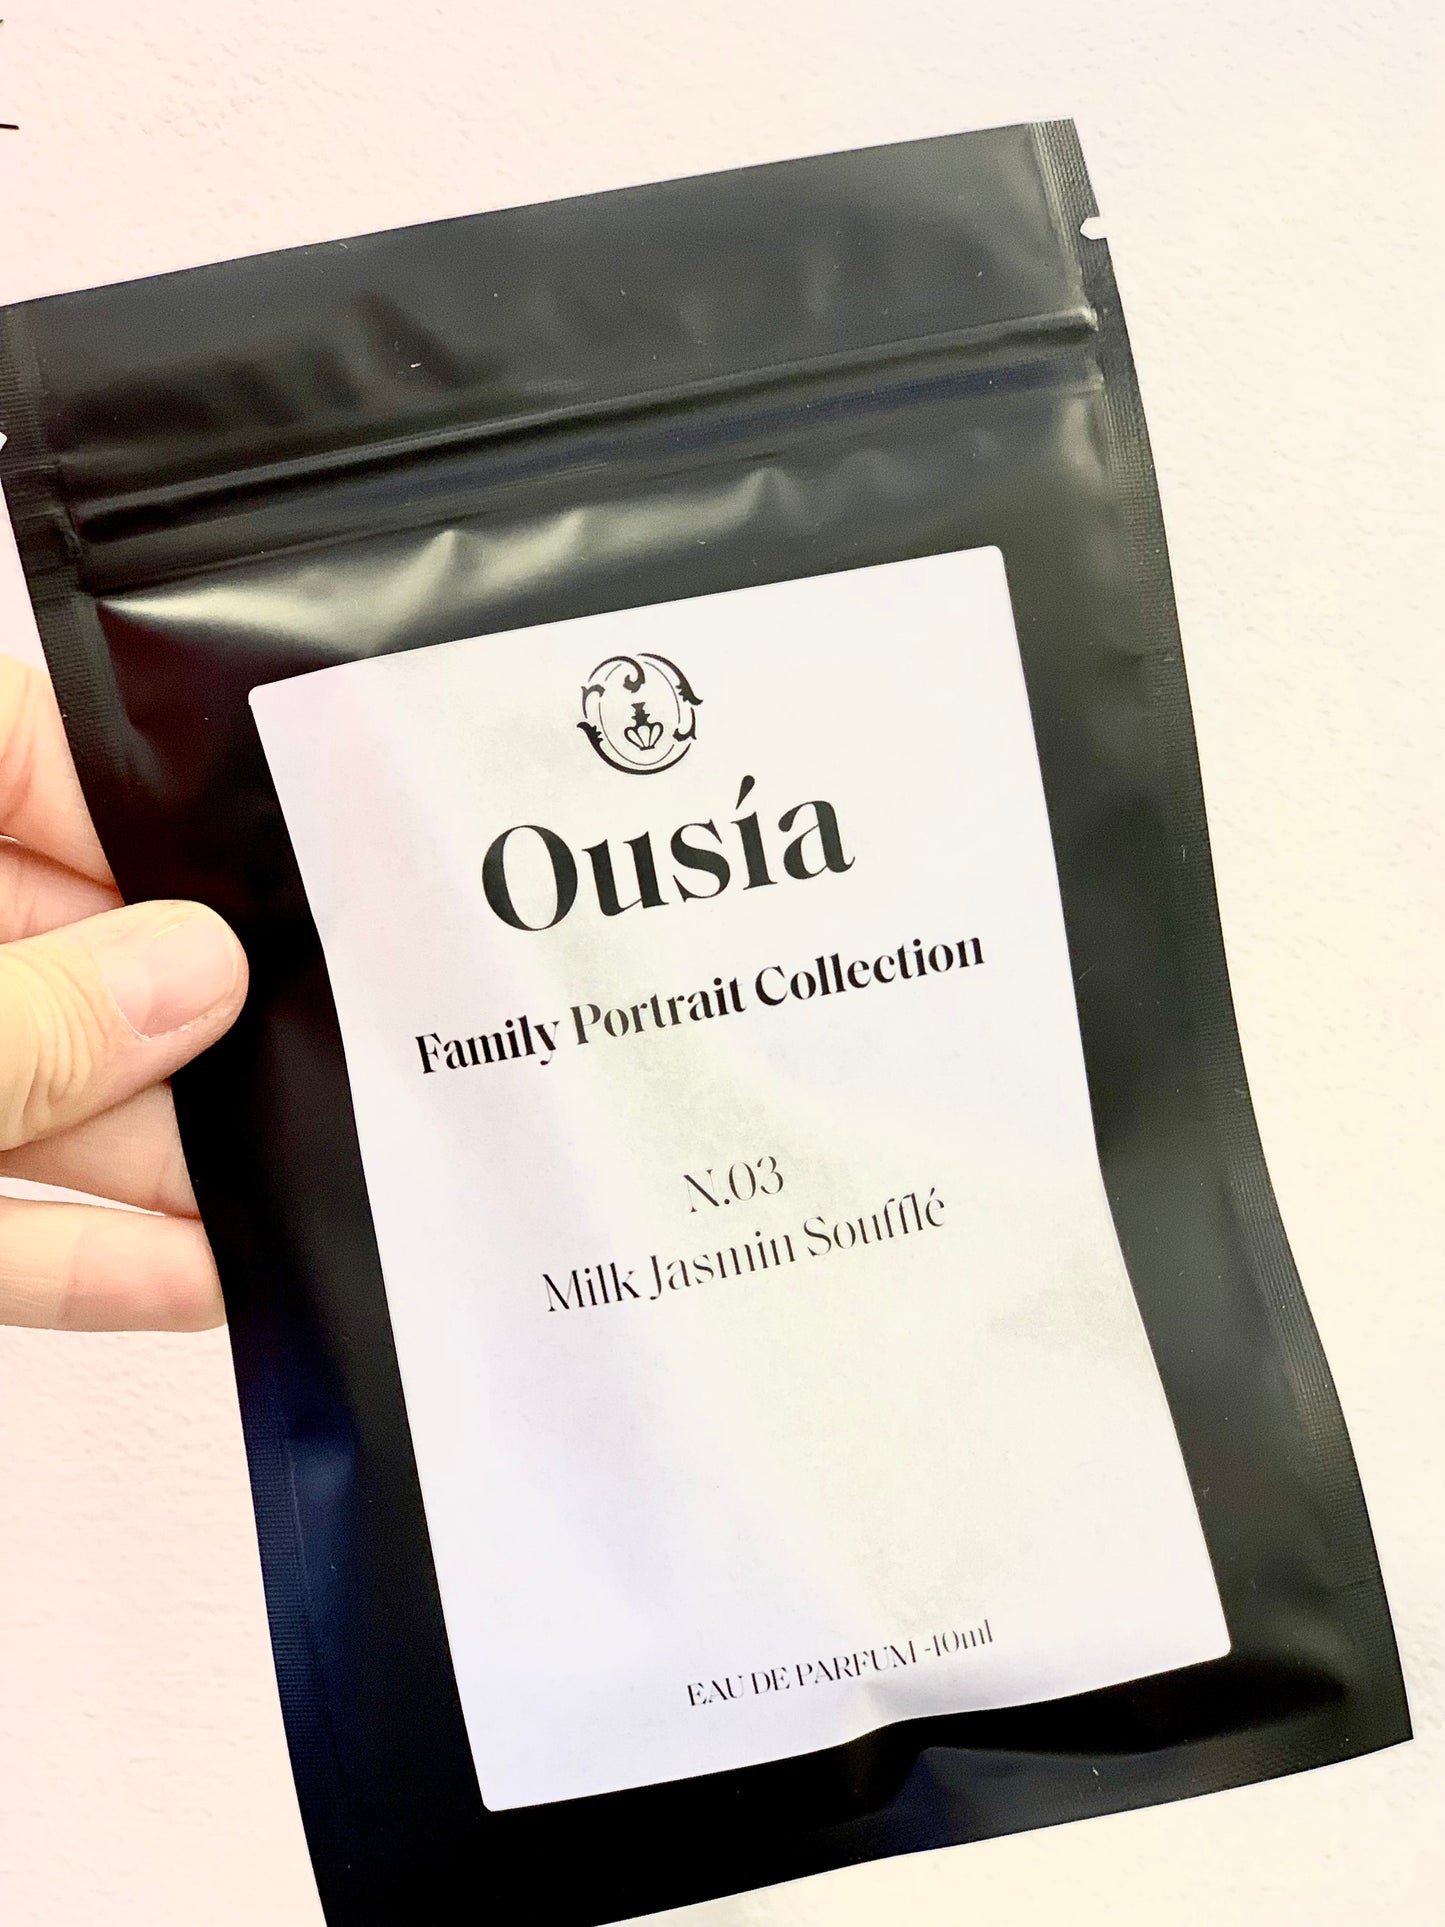 Ousía
Family Portrait Collection
N.03
Milk Jasmin Soufflé
EAU DE PARFUM -10ml